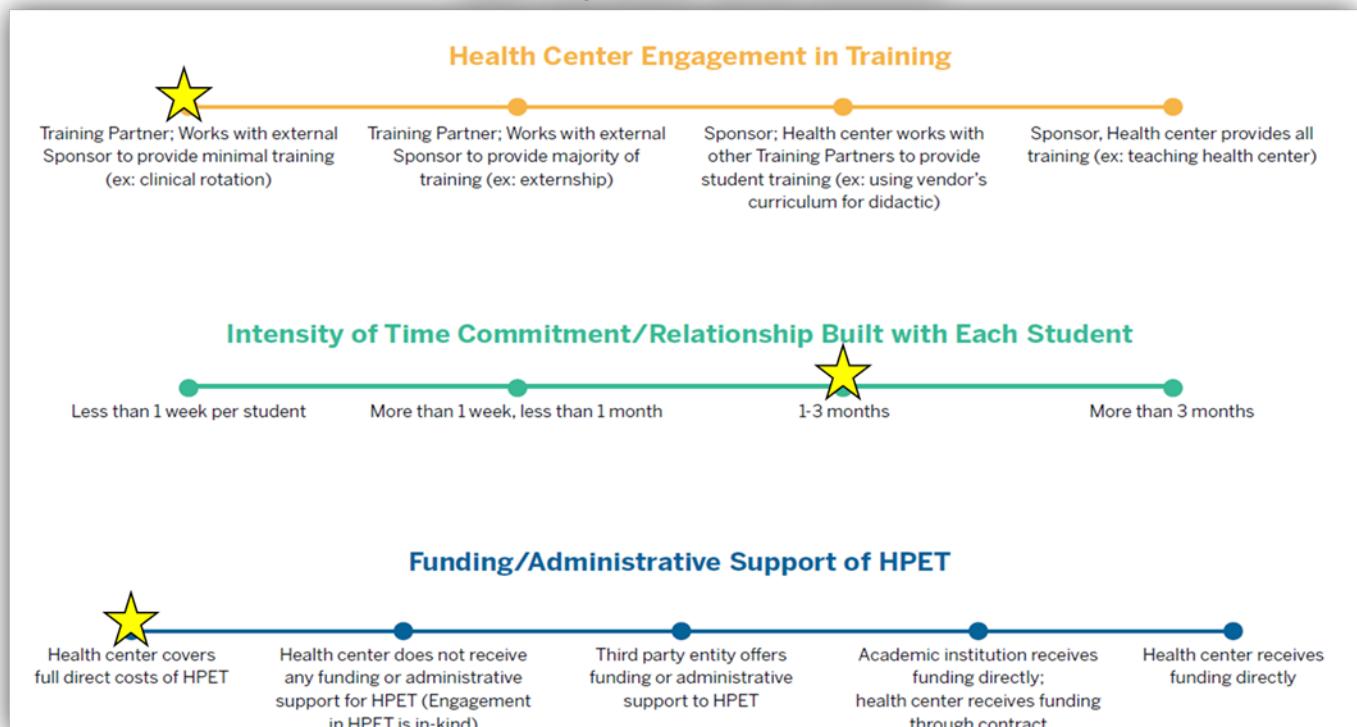 Health Center Engagement in Training
Training Partner; Works with external
Sponsor to provide minimal training
(ex: clinical rotation)
Training Partner; Works with external
Sponsor to provide majority of
training (ex: externship)
Sponsor; Health center works with
other Training Partners to provide
student training (ex: using vendor's
curriculum for didactic)
Sponsor, Health center provides all
training (ex: teaching health center)
Intensity of Time Commitment/Relationship Built with Each Student
Less than 1 week per student
More than 1 week, less than 1 month
1-3 months
More than 3 months
Funding/Administrative Support of HPET
Health center covers
full direct costs of HPET
Health center does not receive
any funding or administrative
support for HPET (Engagement
in HPET is in-kind)
Third party entity offers
funding or administrative
support to HPET
Academic institution receives
funding directly;
health center receives funding
through contract
Health center receives
funding directly